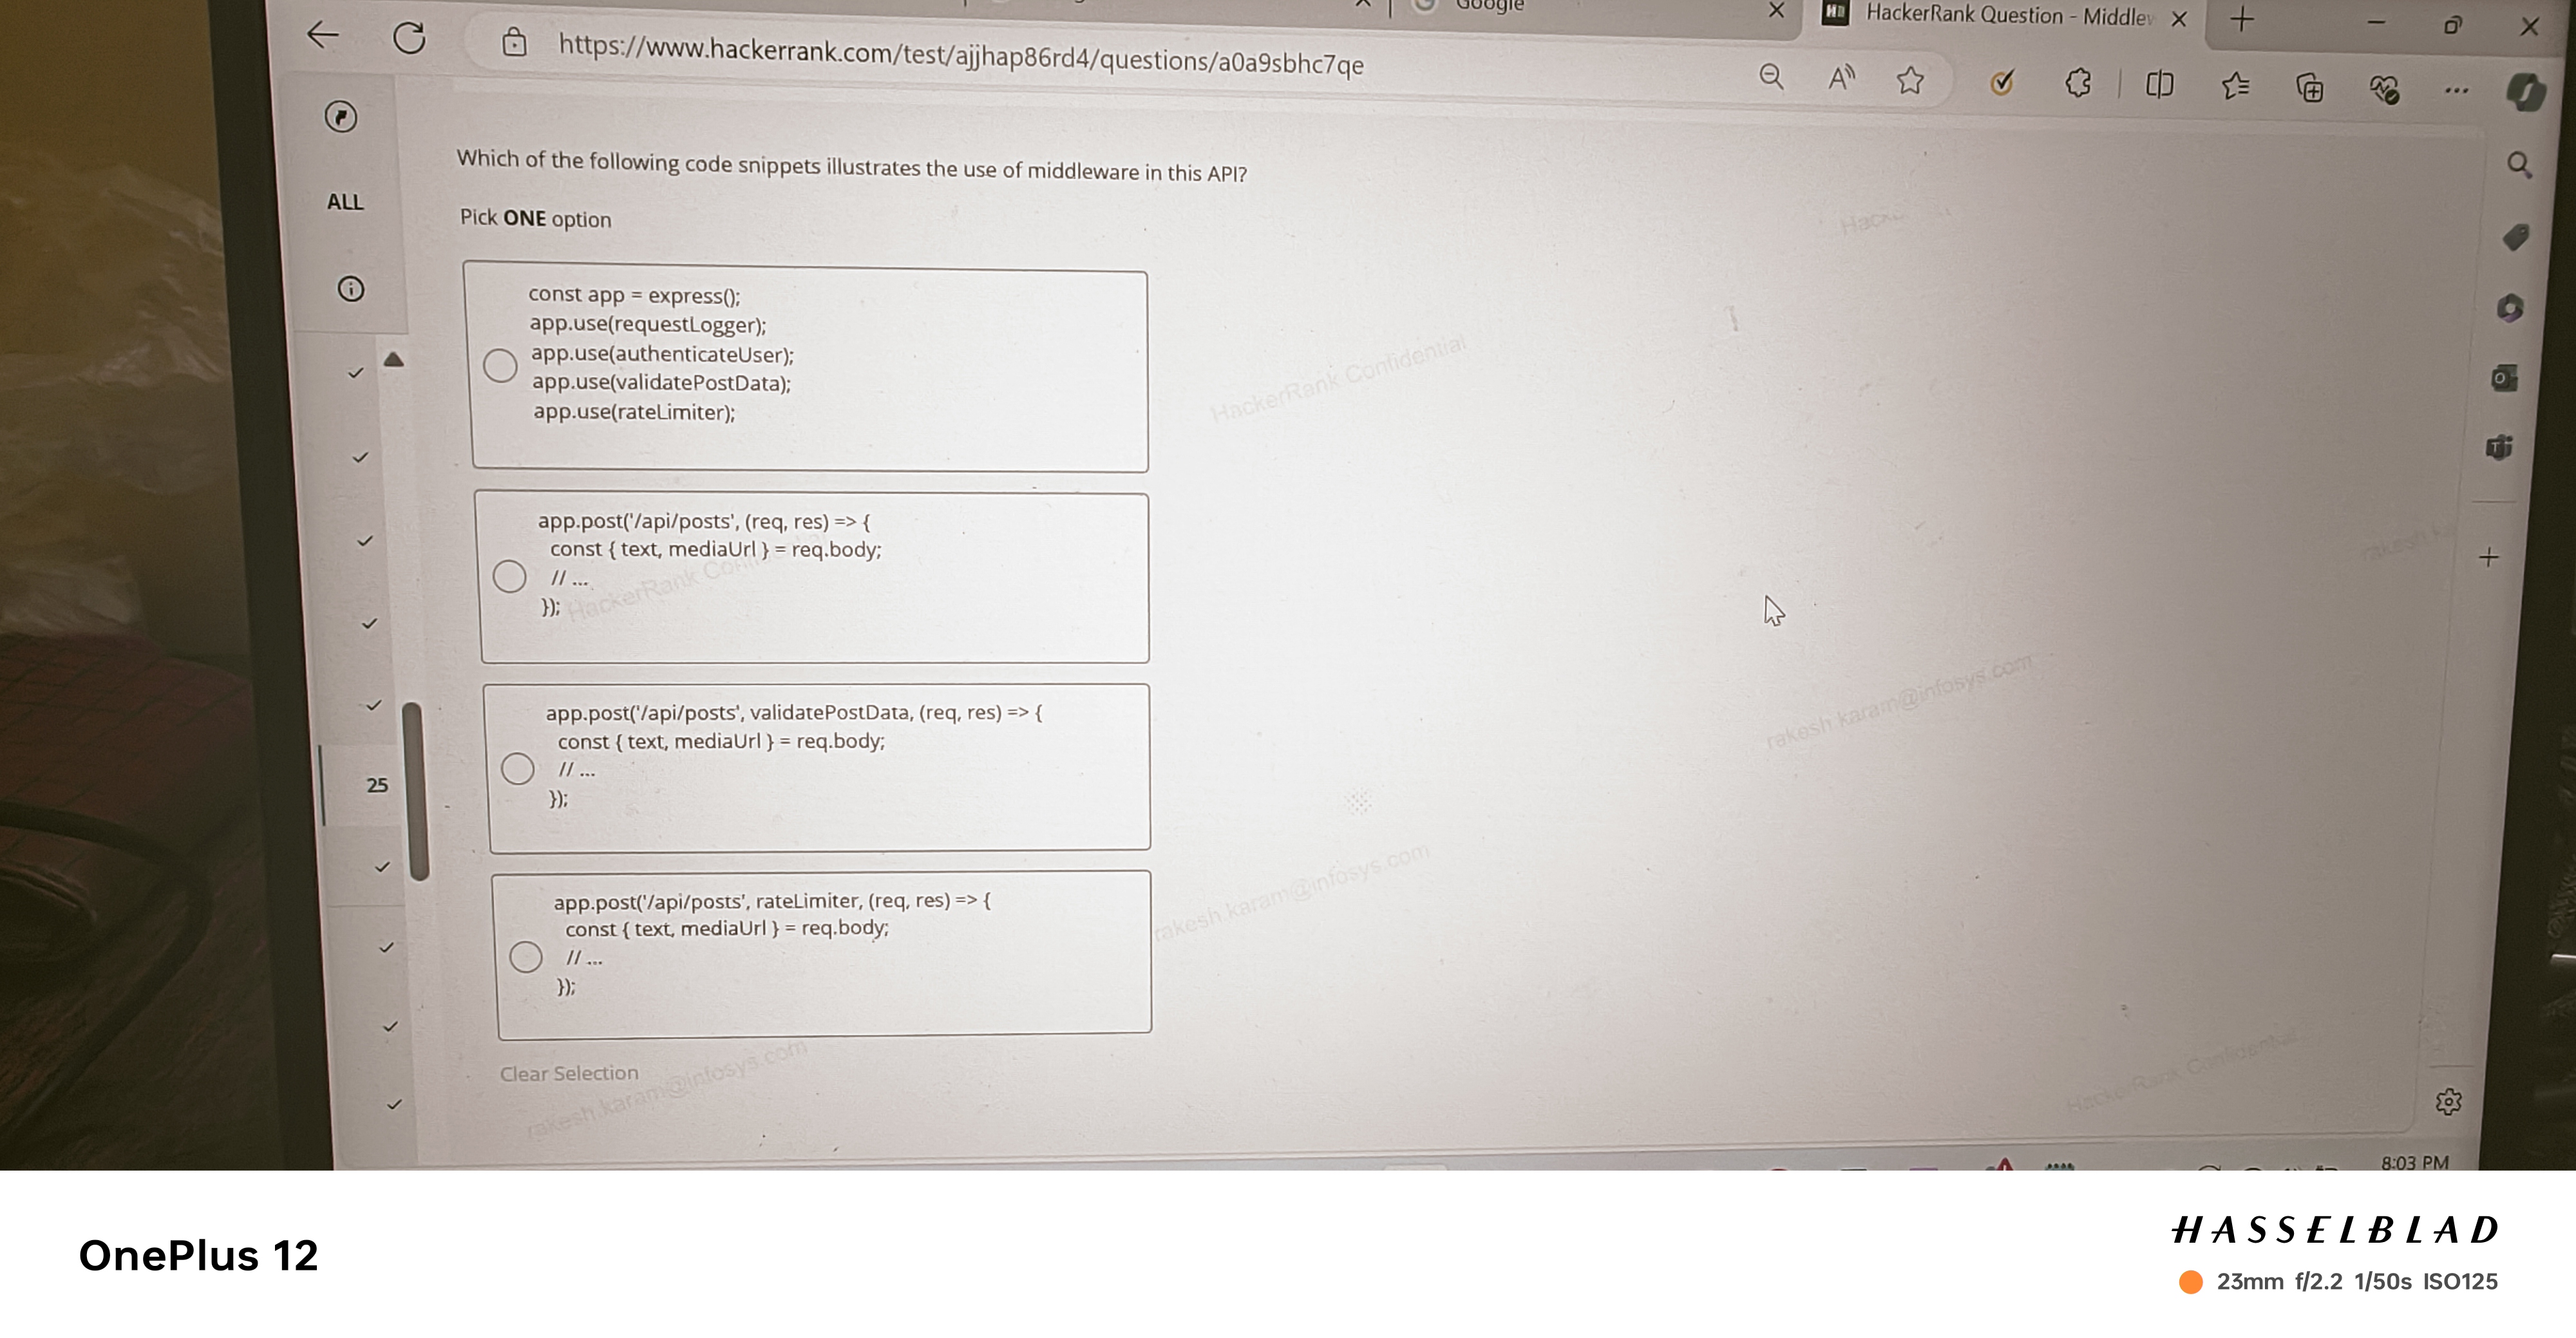 Google
HackerRank Question - Middlev
https://www.hackerrank.com/test/ajjhap86rd4/questions/a0a9sbhc7qe
ALL
Which of the following code snippets illustrates the use of middleware in this API?
Pick ONE option
const app = express();
app.use(requestLogger);
app.use(authenticateUser);
app.use(validatePostData);
app.use(rateLimiter);
HackerRank Confidential
app.post('/api/posts', (req, res) => {
const { text, mediaUrl } = req.body;
// ...
});
HackerRank
app.post('/api/posts', validatePostData, (req, res) => {
const { text, mediaUrl } = req.body;
// ...
});
rakesh.karam@infosys.com
25
app.post('/api/posts', rateLimiter, (req, res) => {
const { text, mediaUrl } = req.body;
// ...
});
rakesh.karam@infosys.com
Clear Selection
rakesh.karam@infosys.com
HackerRank Confidential
8:03 PM
OnePlus 12
HASSELBLAD
23mm f/2.2 1/50s ISO125